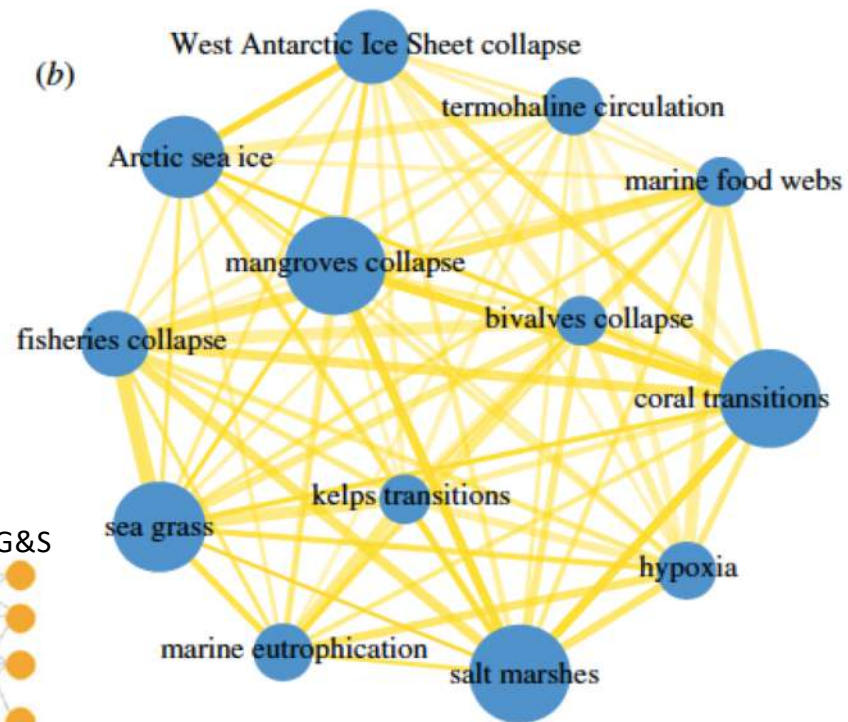 West Antarctic Ice Sheet collapse
(b)
termohaline circulation
Arctic sea ice
marine food webs
mangroves collapse
bivalves collapse
fisheries collapse
coral transitions
kelps transitions
sea grass
G&S
hypoxia
marine eutrophication
salt marshes